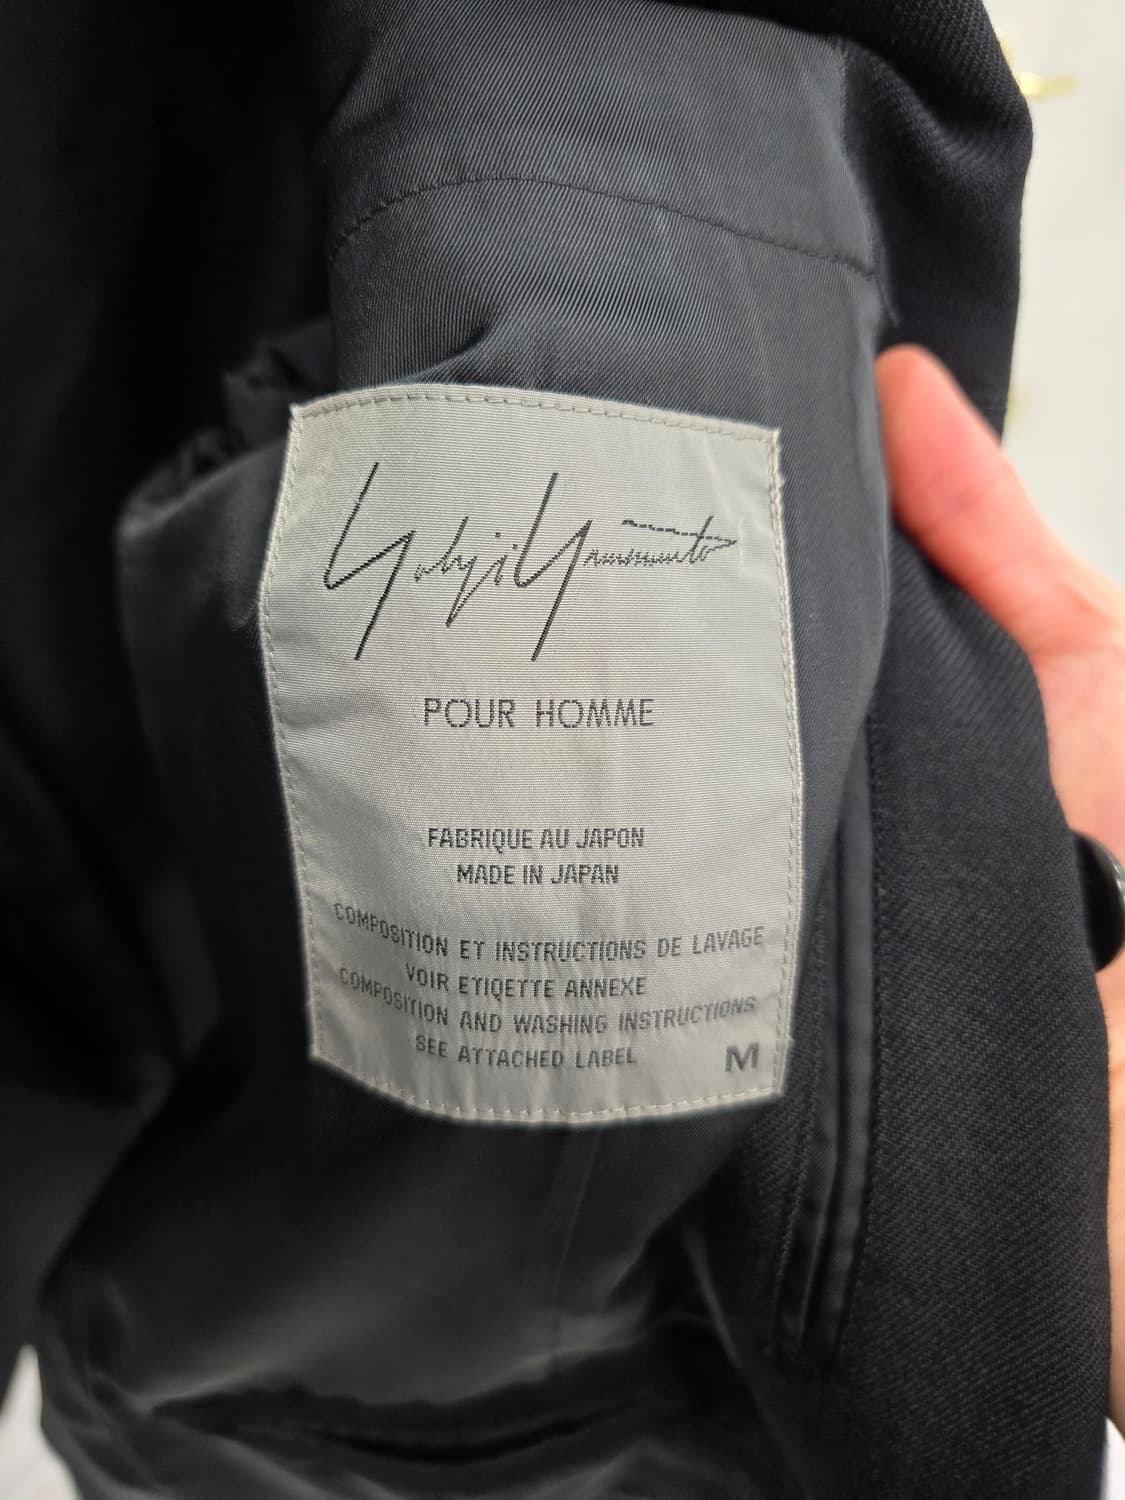 Yohji Yamamoto
POUR HOMME
FABRIQUE AU JAPON
MADE IN JAPAN
COMPOSITION ET INSTRUCTIONS DE LAVAGE
VOIR ETIQETTE ANNEXE
COMPOSITION AND WASHING INSTRUCTIONS
SEE ATTACHED LABEL
M